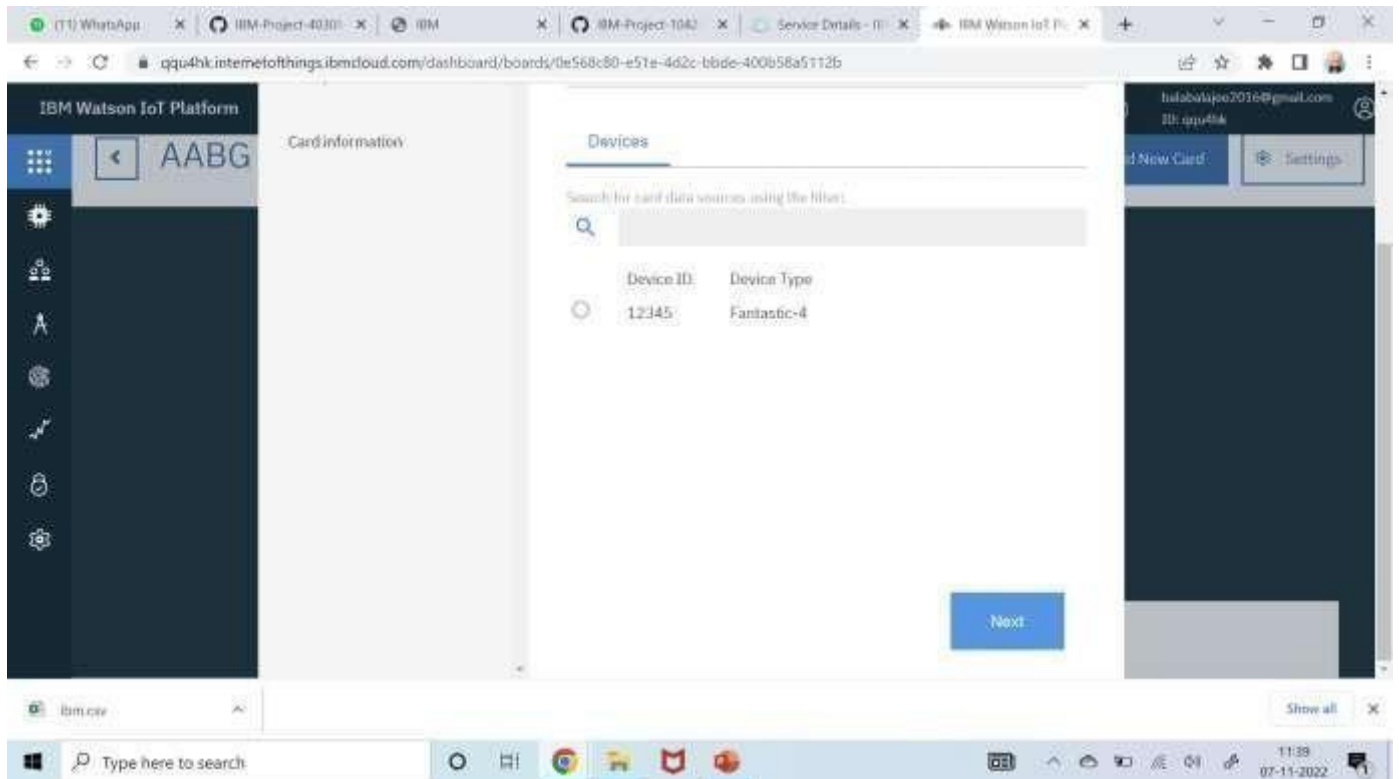 (11) WhatsApp
IBM-Project-4030
IBM
IBM-Project-1042
Service Details - I
IBM Watson IoT Pl
qqu4hk.internetofthings.ibmcloud.com/dashboard/boards/0e568c80-e51e-4d2c-bbde-400b58a5112b
IBM Watson IoT Platform
balabalajee2016@gmail.com
ID: qqu4hk
AABG
Card information
Devices
d New Card
Settings
Search for card data sources using the filter:
Device ID Device Type
12345 Fantastic-4
Next
ibm.csv
Show all
Type here to search
11:39
07-11-2022